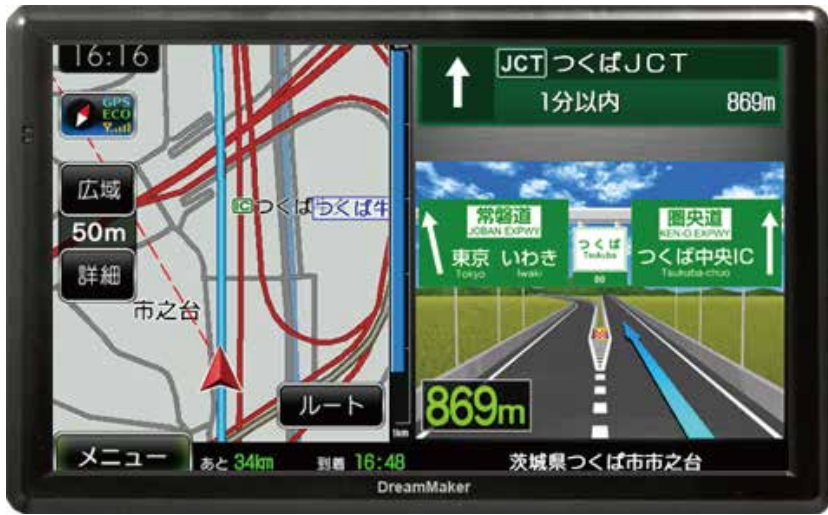 16:16
GPS
ECO
広域
50m
詳細
ICつくば
つくば牛
市之台
ルート
メニュー
あと 34km
到着 16:48
1km
JCT つくばJCT
1分以内 869m
常磐道
JOBAN EXPWY
東京 いわき
Tokyo Iwaki
つくば
Tsukuba
80
圏央道
KEN-O EXPWY
つくば中央IC
Tsukuba-chuo
869m
茨城県つくば市市之台
DreamMaker